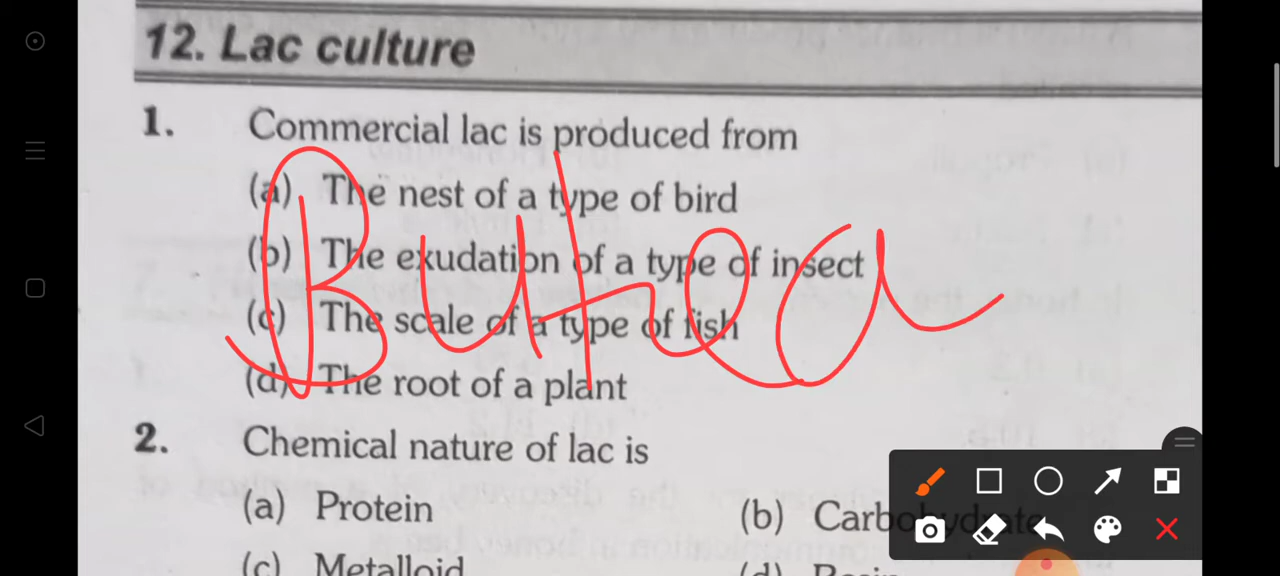 12. Lac culture
1. Commercial lac is produced from
(a) The nest of a type of bird
(b) The exudation of a type of insect
(c) The scale of a type of fish
(d) The root of a plant
2. Chemical nature of lac is
(a) Protein (b) Carbohydrate
(c) Metalloid (d) Resin